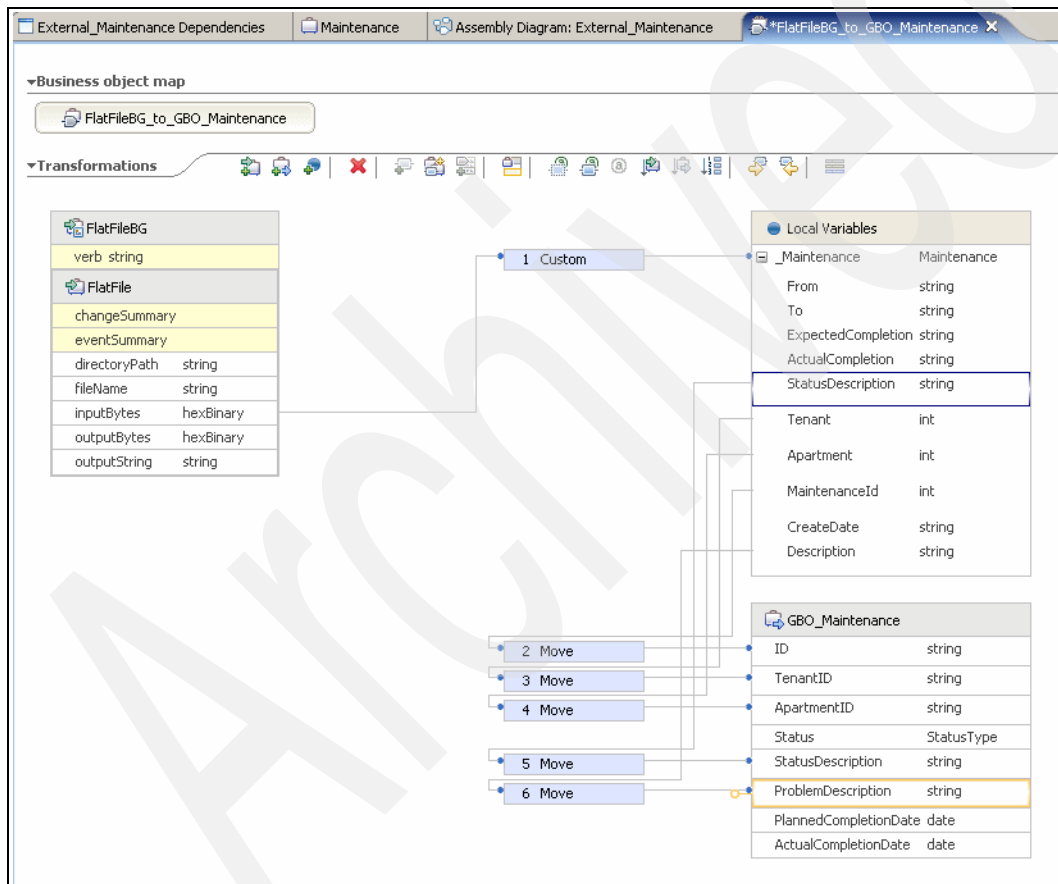 External_Maintenance Dependencies Maintenance Assembly Diagram: External_Maintenance *FlatFileBG_to_GBO_Maintenance
Business object map
FlatFileBG_to_GBO_Maintenance
Transformations
FlatFileBG
verb string
FlatFile
changeSummary
eventSummary
directoryPath string
fileName string
inputBytes hexBinary
outputBytes hexBinary
outputString string
1 Custom
2 Move
3 Move
4 Move
5 Move
6 Move
Local Variables
_Maintenance Maintenance
From string
To string
ExpectedCompletion string
ActualCompletion string
StatusDescription string
Tenant int
Apartment int
MaintenanceId int
CreateDate string
Description string
GBO_Maintenance
ID string
TenantID string
ApartmentID string
Status StatusType
StatusDescription string
ProblemDescription string
PlannedCompletionDate date
ActualCompletionDate date
Archived